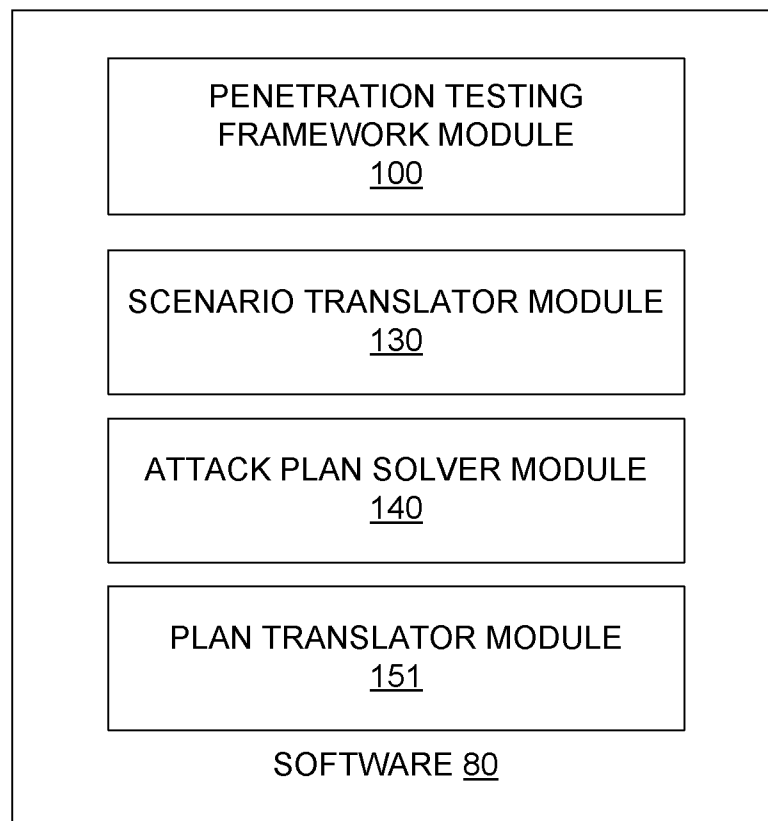 PENETRATION TESTING
FRAMEWORK MODULE
100
SCENARIO TRANSLATOR MODULE
130
ATTACK PLAN SOLVER MODULE
140
PLAN TRANSLATOR MODULE
151
SOFTWARE 80